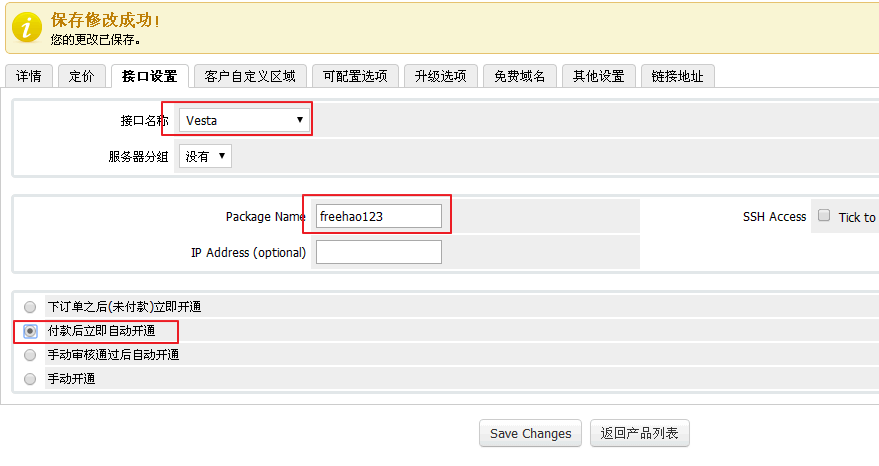 保存修改成功!
您的更改已保存。
详情 定价 接口设置 客户自定义区域 可配置选项 升级选项 免费域名 其他设置 链接地址
接口名称 Vesta
服务器分组 没有
Package Name freehao123 SSH Access Tick to
IP Address (optional)
下订单之后(未付款)立即开通
付款后立即自动开通
手动审核通过后自动开通
手动开通
Save Changes 返回产品列表